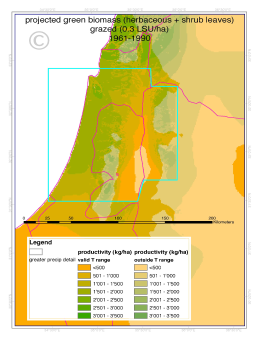 projected green biomass (herbaceous + shrub leaves)
grazed (0.3 LSU/ha)
1961-1990
©
0 25 50 100 150 200
Kilometers
Legend
productivity (kg/ha) productivity (kg/ha)
greater precip detail valid T range outside T range
<500 <500
501 - 1'000 501 - 1'000
1'001 - 1'500 1'001 - 1'500
1'501 - 2'000 1'501 - 2'000
2'001 - 2'500 2'001 - 2'500
2'501 - 3'000 2'501 - 3'000
3'001 - 3'500 3'001 - 3'500